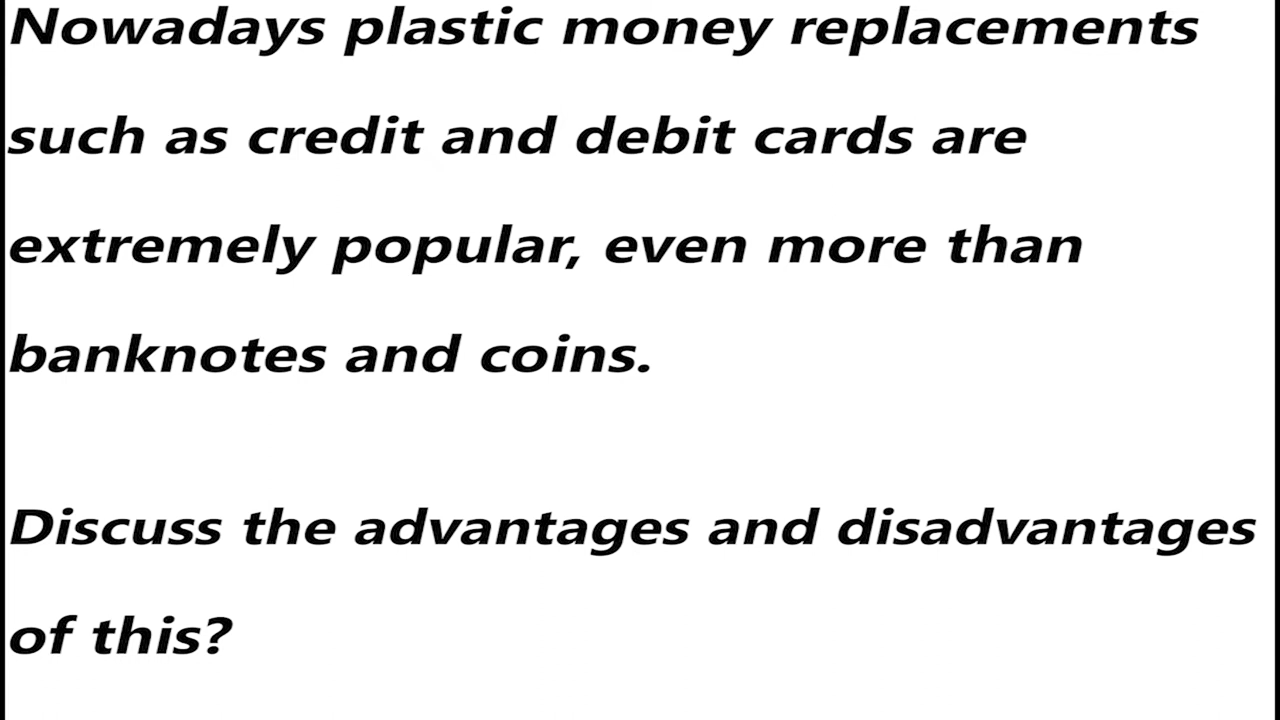 Nowadays plastic money replacements
such as credit and debit cards are
extremely popular, even more than
banknotes and coins.
Discuss the advantages and disadvantages
of this?